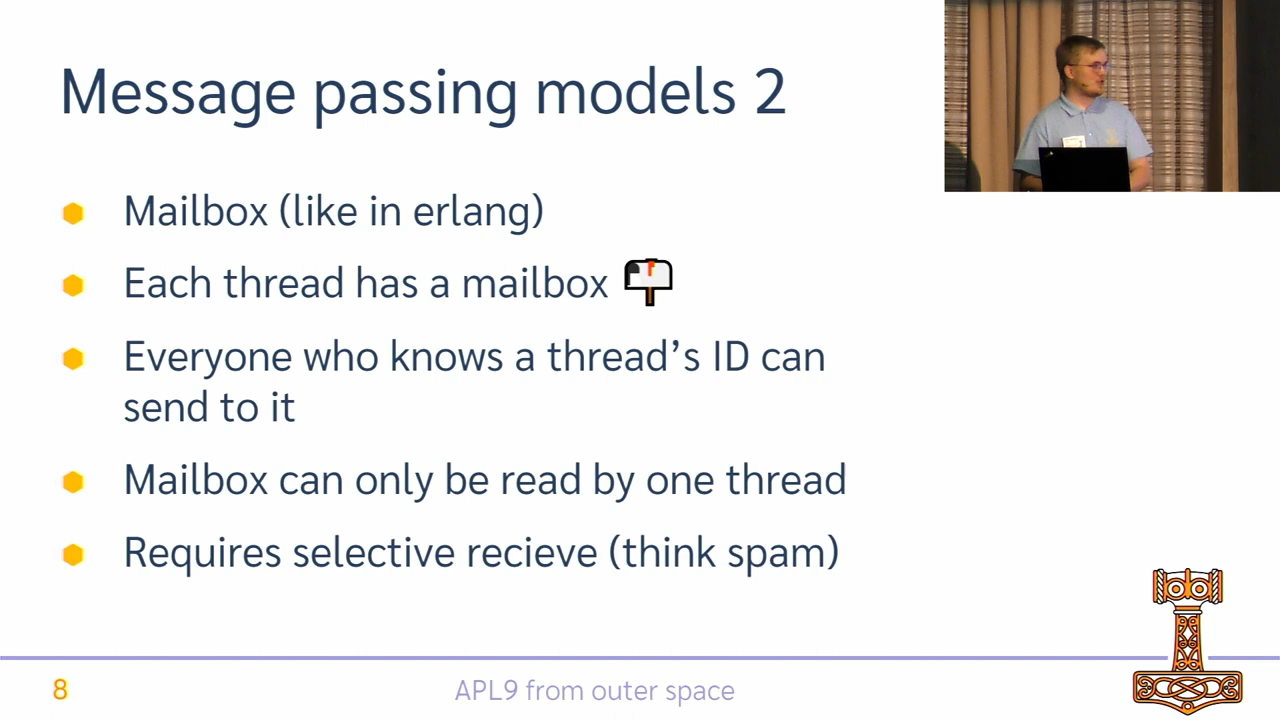 Message passing models 2
Mailbox (like in erlang)
Each thread has a mailbox
Everyone who knows a thread’s ID can
send to it
Mailbox can only be read by one thread
Requires selective recieve (think spam)
8
APL9 from outer space